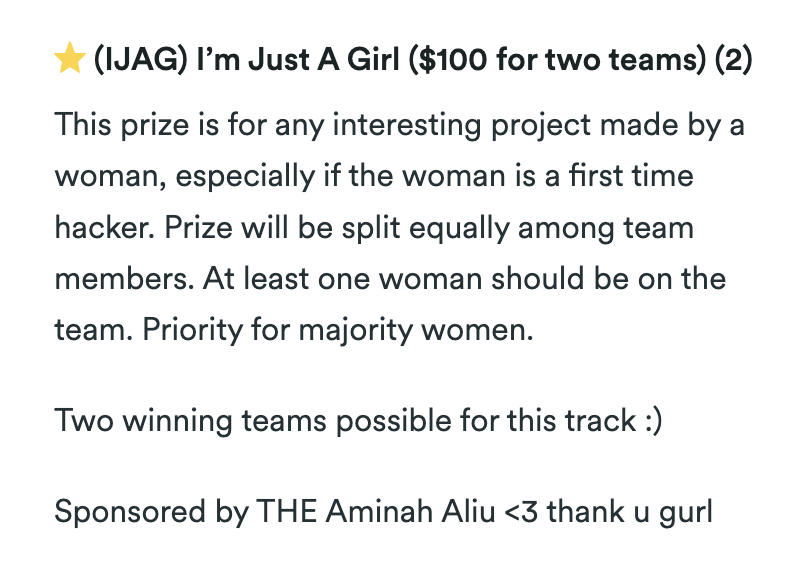 ⭐ (IJAG) I’m Just A Girl ($100 for two teams) (2)
This prize is for any interesting project made by a
woman, especially if the woman is a first time
hacker. Prize will be split equally among team
members. At least one woman should be on the
team. Priority for majority women.
Two winning teams possible for this track :)
Sponsored by THE Aminah Aliu <3 thank u gurl